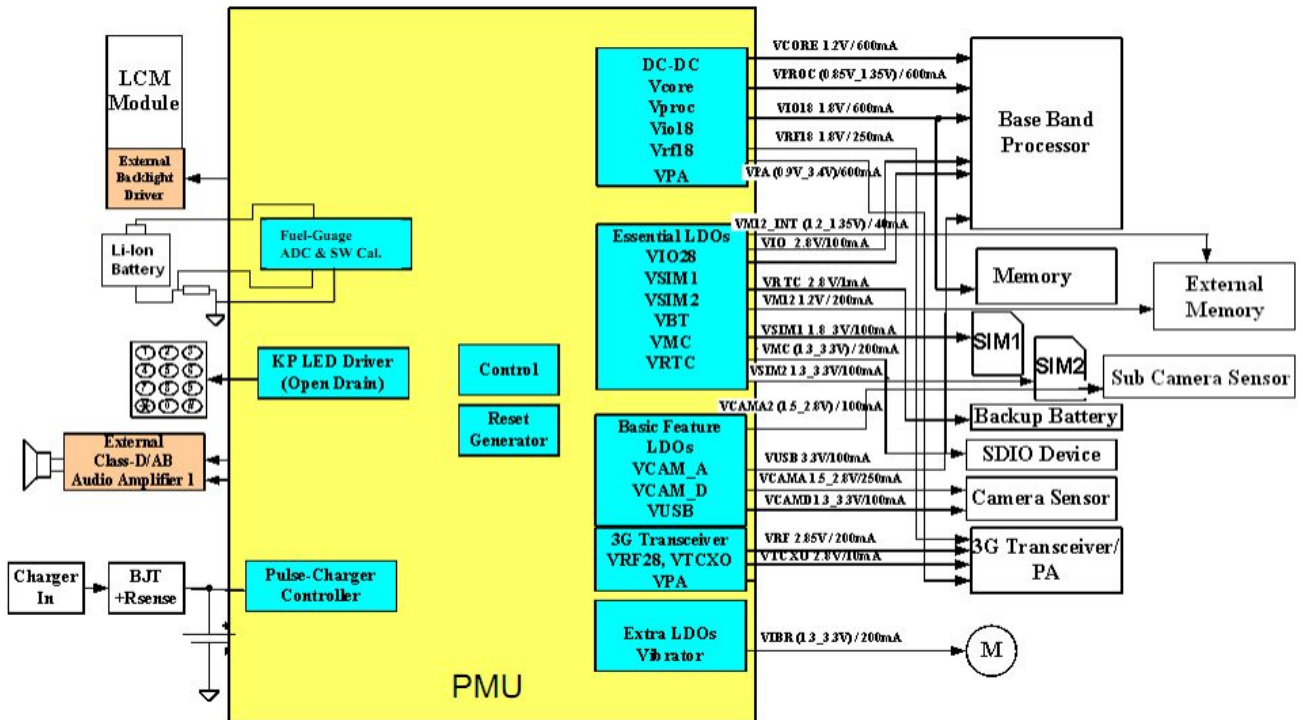 LCM
Module
External
Backlight
Driver
Li-Ion
Battery
Fuel-Guage
ADC & SW Cal.
KP LED Driver
(Open Drain)
External
Class-D/AB
Audio Amplifier 1
Charger
In
BJT
+Rsense
Pulse-Charger
Controller
Control
Reset
Generator
PMU
DC-DC
Vcore
Vproc
Vio18
Vrf18
VPA
Essential LDOs
VIO28
VSIM1
VSIM2
VBT
VMC
VRTC
Basic Feature
LDOs
VCAM_A
VCAM_D
VUSB
3G Transceiver
VRF28, VTCXO
VPA
Extra LDOs
Vibrator
VCORE 1.2V / 600mA
VPROC (0.85V_1.35V) / 600mA
VIO18 1.8V / 600mA
VRF18 1.8V / 250mA
VPA (0.9V_3.4V)/600mA
VM12_INT (1.2_1.35V) / 40mA
VIO 2.8V/100mA
VRTC 2.8V/1mA
VM12 1.2V / 200mA
VSIM1 1.8_3V/100mA
VMC (1.3_3.3V) / 200mA
VSIM2 1.3_3.3V/100mA
VCAMA2 (1.5_2.8V) / 100mA
VUSB 3.3V/100mA
VCAMA 1.5_2.8V/250mA
VCAMD 1.3_3.3V/100mA
VRF 2.85V / 200mA
VTCXO 2.8V/10mA
VIBR (1.3_3.3V) / 200mA
Base Band
Processor
Memory
External
Memory
SIM1
SIM2
Sub Camera Sensor
Backup Battery
SDIO Device
Camera Sensor
3G Transceiver/
PA
M